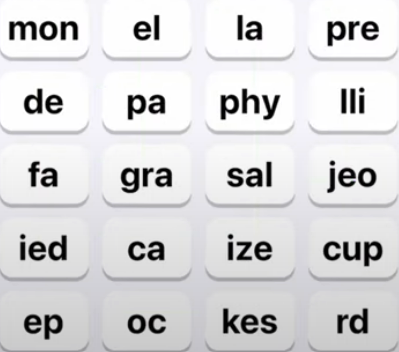 mon el la pre
de pa phy lli
fa gra sal jeo
ied ca ize cup
ep oc kes rd